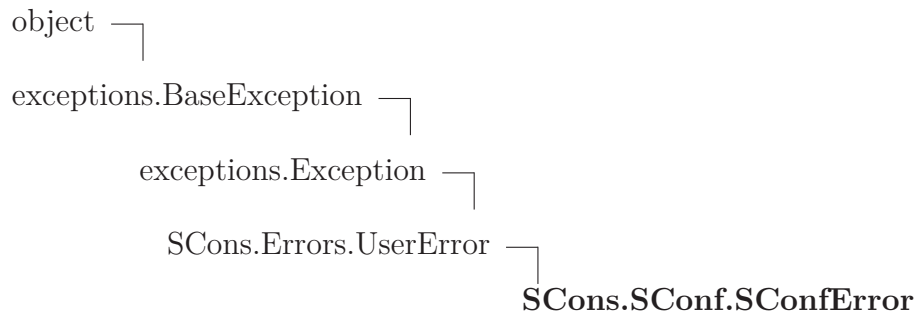 object
exceptions.BaseException
exceptions.Exception
SCons.Errors.UserError
SCons.SConf.SConfError